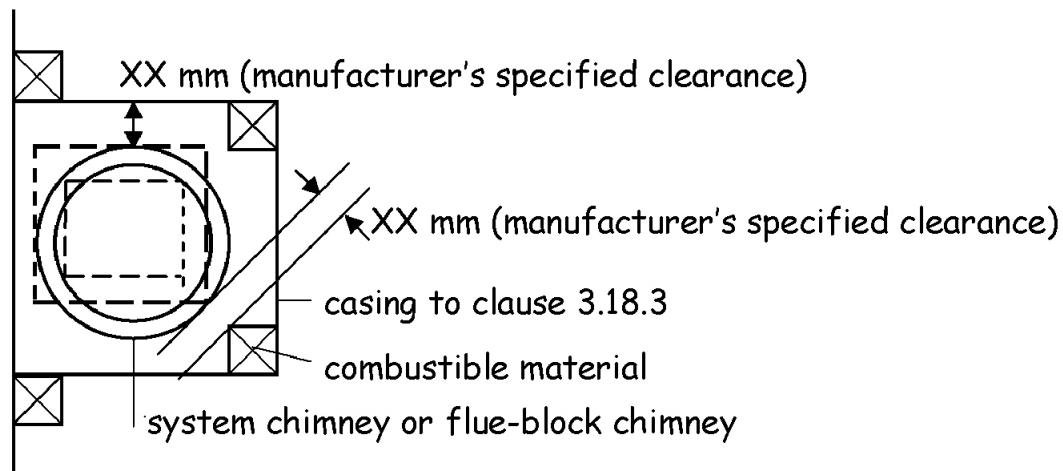 XX mm (manufacturer's specified clearance)
XX mm (manufacturer's specified clearance)
casing to clause 3.18.3
combustible material
system chimney or flue-block chimney